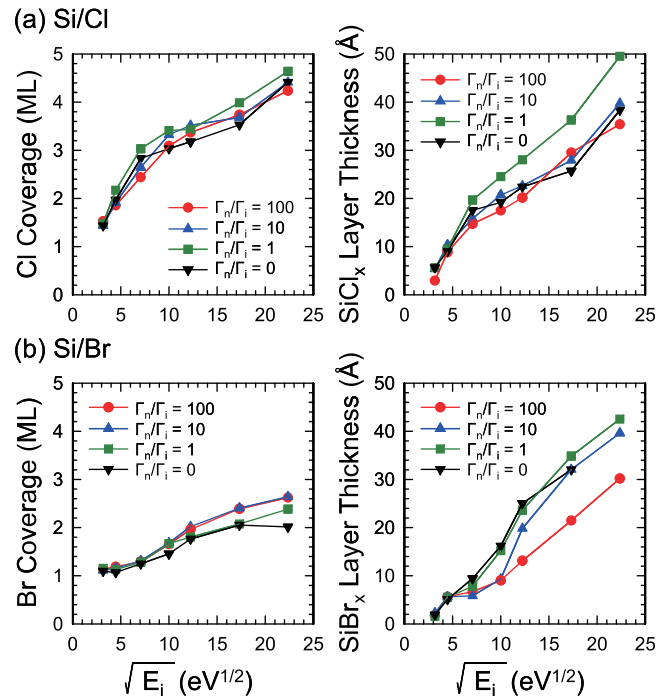 (a) Si/Cl
Cl Coverage (ML)
5
4
3
2
1
0
0 5 10 15 20 25
Γn/Γi = 100
Γn/Γi = 10
Γn/Γi = 1
Γn/Γi = 0
SiClx Layer Thickness (Å)
50
40
30
20
10
0
0 5 10 15 20 25
Γn/Γi = 100
Γn/Γi = 10
Γn/Γi = 1
Γn/Γi = 0
(b) Si/Br
Br Coverage (ML)
5
4
3
2
1
0
0 5 10 15 20 25
Γn/Γi = 100
Γn/Γi = 10
Γn/Γi = 1
Γn/Γi = 0
√Ei (eV1/2)
SiBrx Layer Thickness (Å)
50
40
30
20
10
0
0 5 10 15 20 25
Γn/Γi = 100
Γn/Γi = 10
Γn/Γi = 1
Γn/Γi = 0
√Ei (eV1/2)